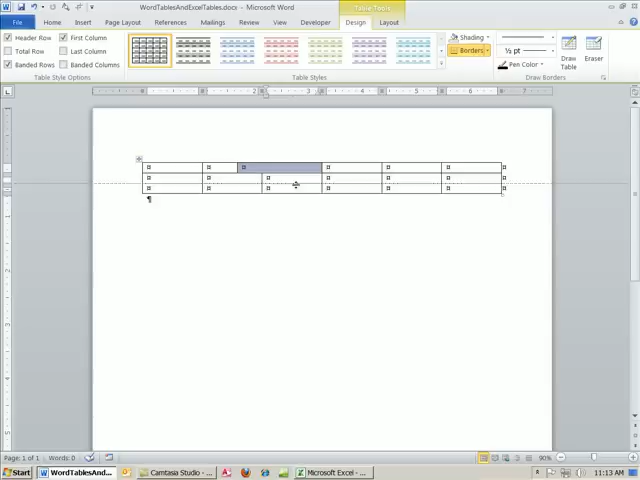 WordTablesAndExcelTables.docx - Microsoft Word
Table Tools
File Home Insert Page Layout References Mailings Review View Developer Design Layout
Header Row First Column
Total Row Last Column
Banded Rows Banded Columns
Table Style Options
Table Styles
Shading
Borders
½ pt
Pen Color
Draw Table
Eraser
Draw Borders
Page: 1 of 1 Words: 0
90%
Start WordTablesAnd... Camtasia Studio - ... Microsoft Excel - ... 11:13 AM